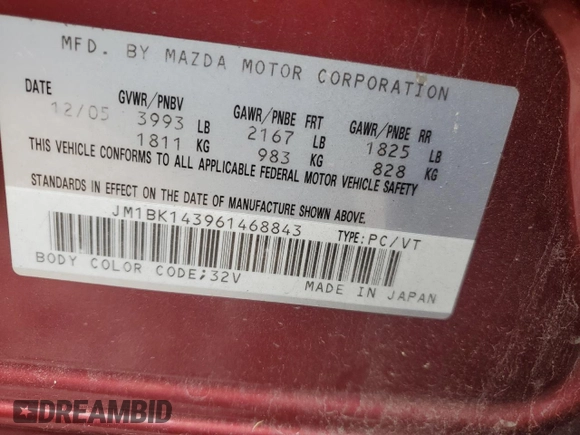 MFD. BY MAZDA MOTOR CORPORATION
DATE GVWR/PNBV GAWR/PNBE FRT GAWR/PNBE RR
12/05 3993 LB 2167 LB 1825 LB
1811 KG 983 KG 828 KG
THIS VEHICLE CONFORMS TO ALL APPLICABLE FEDERAL MOTOR VEHICLE SAFETY
STANDARDS IN EFFECT ON THE DATE OF MANUFACTURE SHOWN ABOVE.
JM1BK143961468843 TYPE:PC/VT
BODY COLOR CODE;32V MADE IN JAPAN
DREAMBID